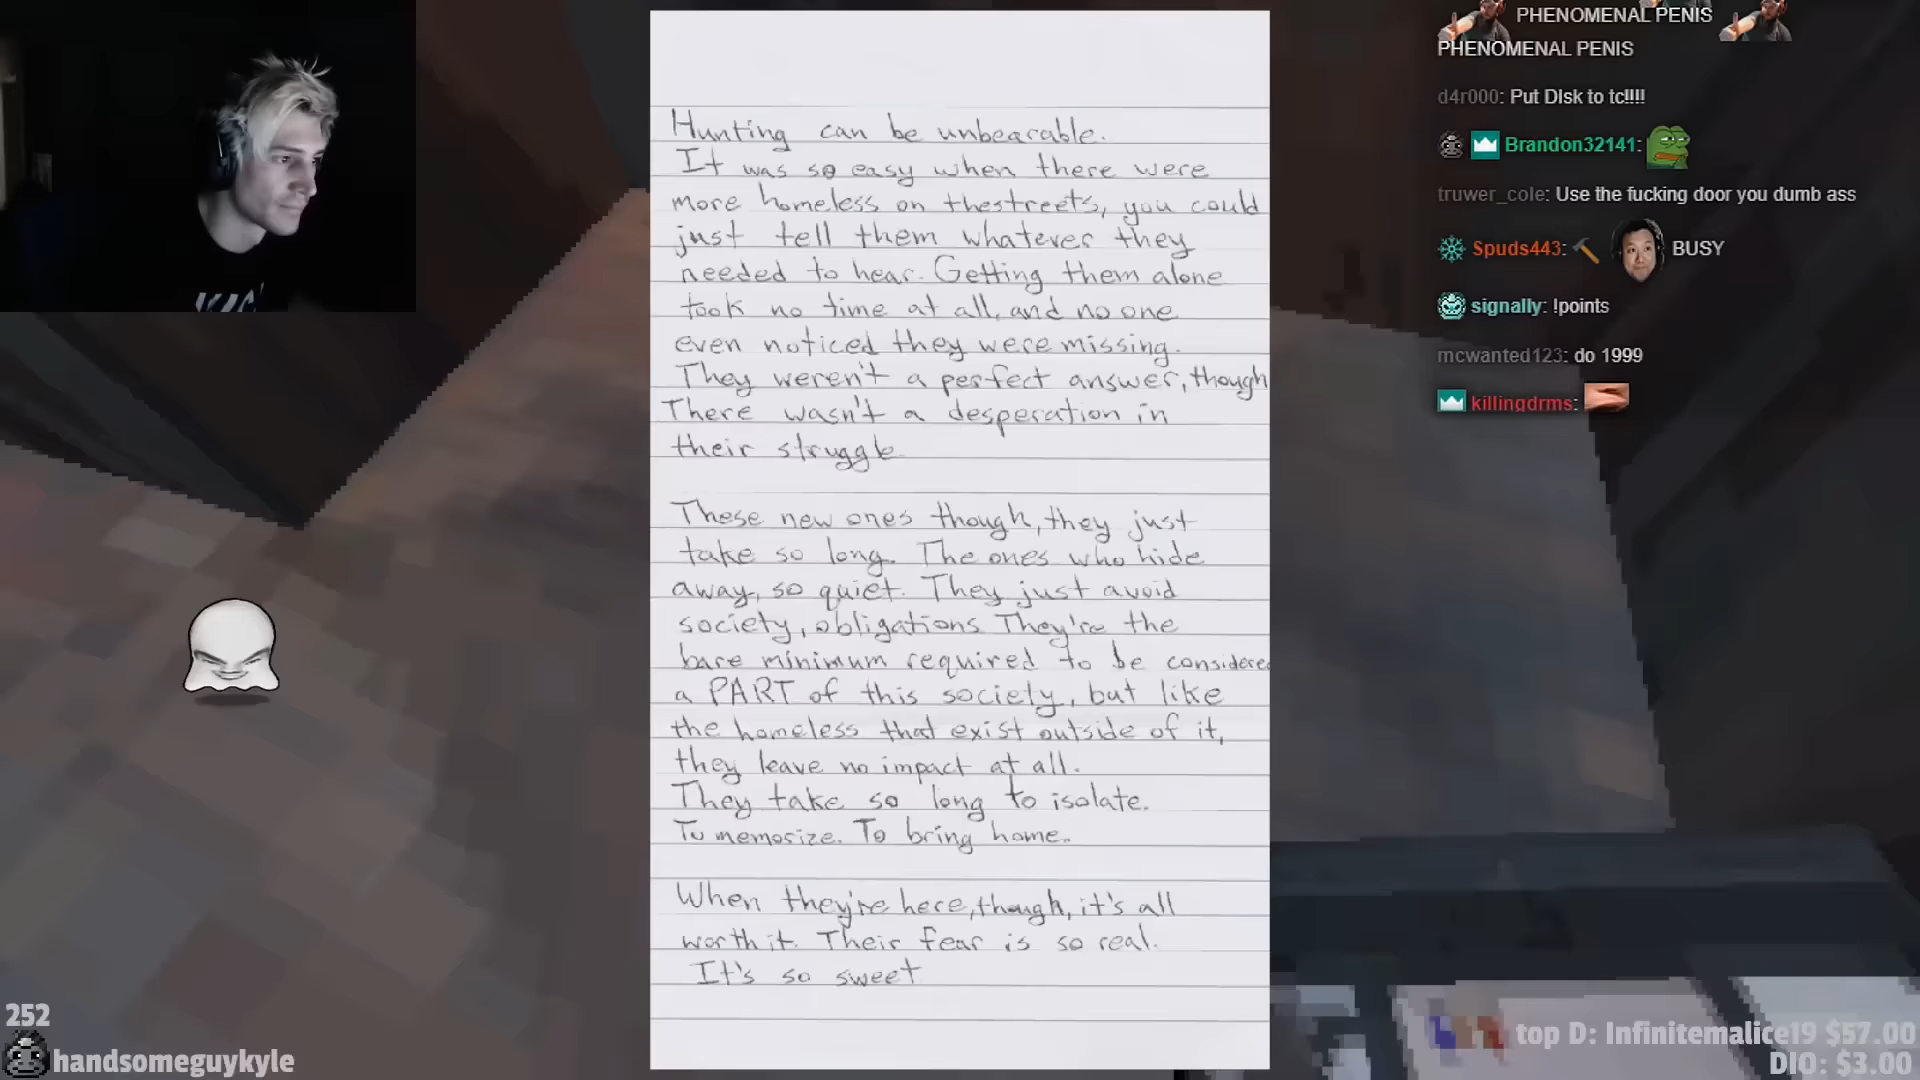 Hunting can be unbearable.
It was so easy when there were
more homeless on thestreets, you could
just tell them whatever they
needed to hear. Getting them alone
took no time at all, and no one
even noticed they were missing.
They weren't a perfect answer, though
There wasn't a desperation in
their struggle
These new ones though, they just
take so long. The ones who hide
away, so quiet. They just avoid
society, obligations They're the
bare minimum required to be considered
a PART of this society, but like
the homeless that exist outside of it,
they leave no impact at all.
They take so long to isolate.
To memorize. To bring home.
When they're here, though, it's all
worth it. Their fear is so real.
It's so sweet
PHENOMENAL PENIS
PHENOMENAL PENIS
d4r000: Put DIsk to tc!!!!
Brandon32141:
truwer_cole: Use the fucking door you dumb ass
Spuds443: BUSY
signally: !points
mcwanted123: do 1999
killingdrms:
252
handsomeguykyle
top D: Infinitemalice19 $57.00
DIO: $3.00